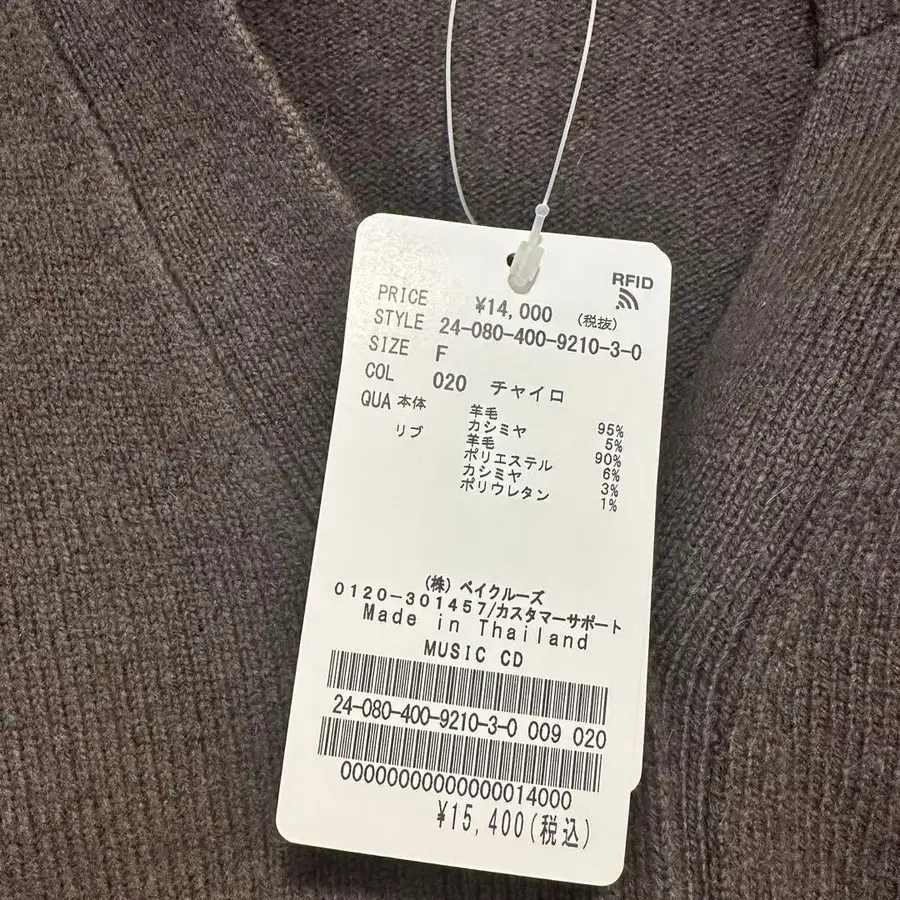 RFID
PRICE ¥14,000 (税抜)
STYLE 24-080-400-9210-3-0
SIZE F
COL 020 チャイロ
QUA 本体 羊毛 95%
カシミヤ 5%
リブ 羊毛 90%
ポリエステル 6%
カシミヤ 3%
ポリウレタン 1%
(株) ベイクルーズ
0120-301457/カスタマーサポート
Made in Thailand
MUSIC CD
24-080-400-9210-3-0 009 020
00000000000000014000
¥15,400(税込)